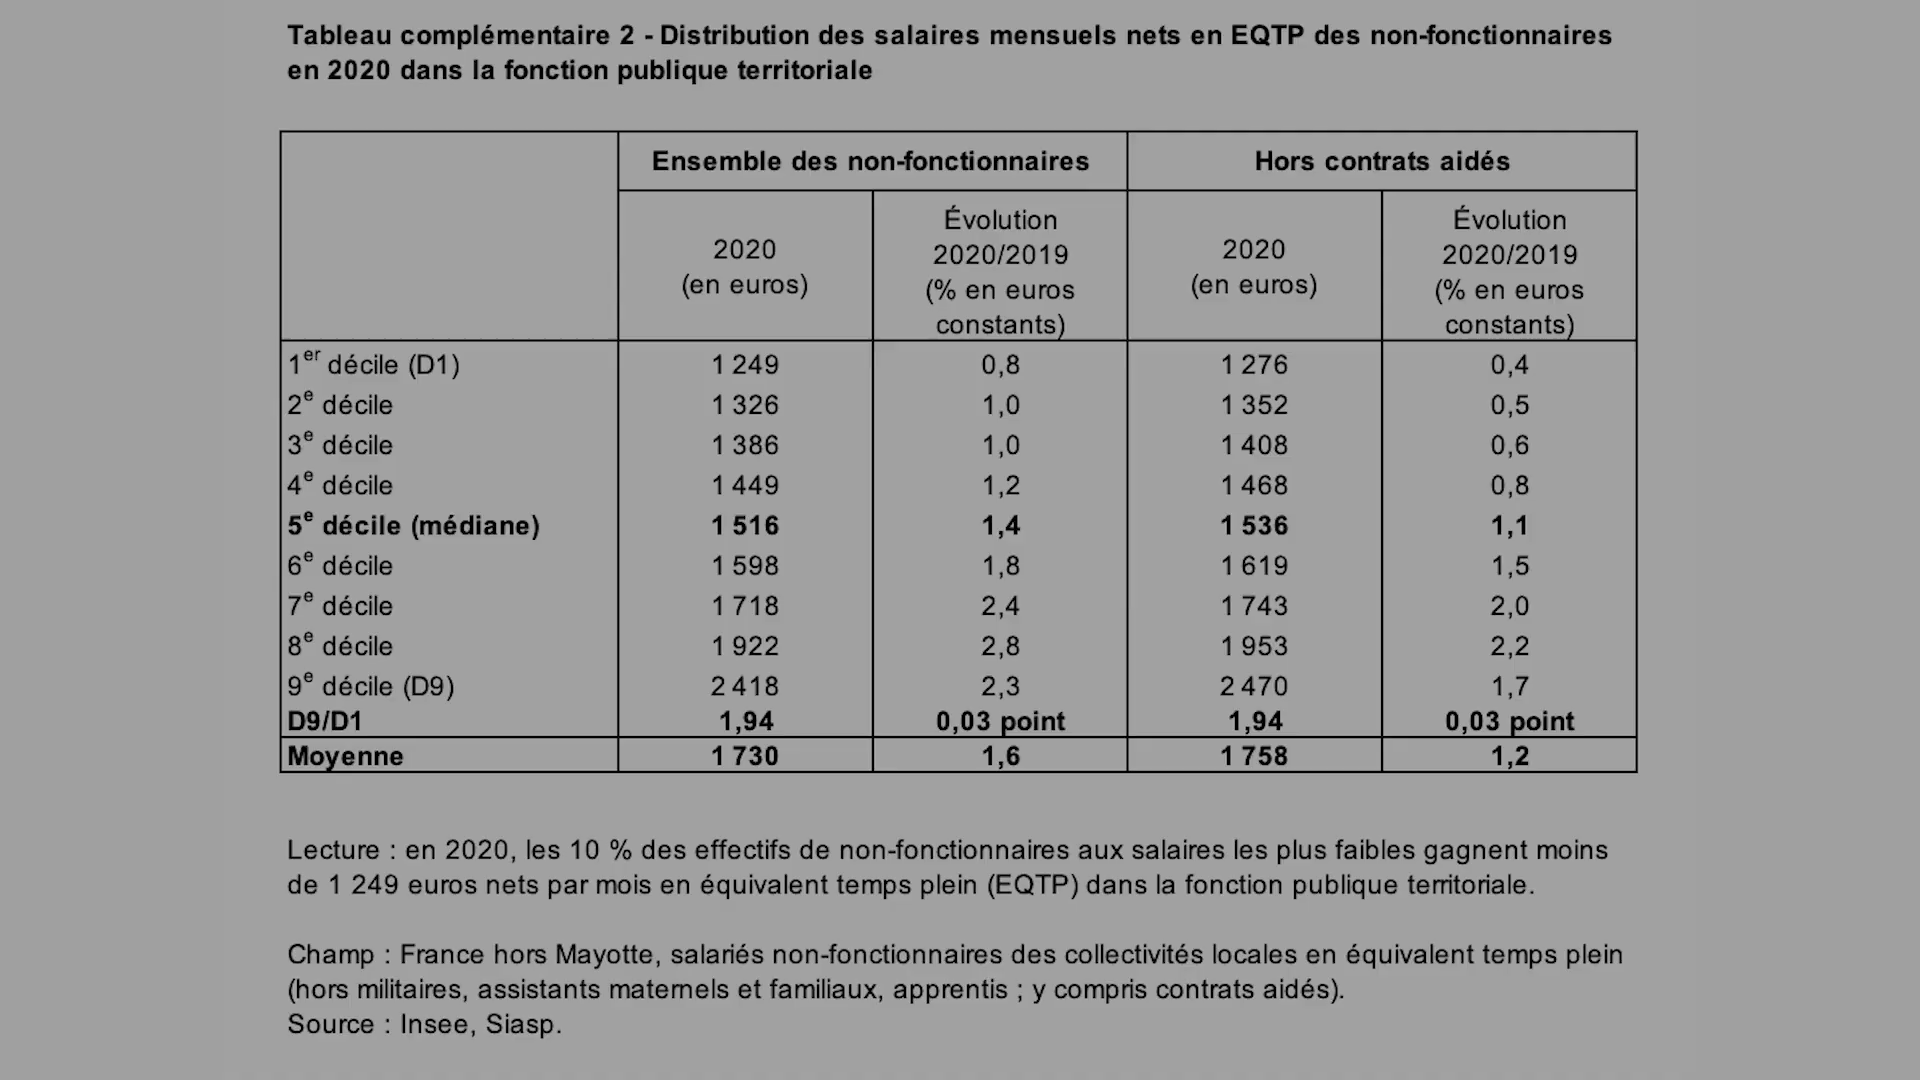 Tableau complémentaire 2 - Distribution des salaires mensuels nets en EQTP des non-fonctionnaires
en 2020 dans la fonction publique territoriale
Ensemble des non-fonctionnaires Hors contrats aidés
2020 (en euros) Évolution 2020/2019 (% en euros constants) 2020 (en euros) Évolution 2020/2019 (% en euros constants)
1er décile (D1) 1 249 0,8 1 276 0,4
2e décile 1 326 1,0 1 352 0,5
3e décile 1 386 1,0 1 408 0,6
4e décile 1 449 1,2 1 468 0,8
5e décile (médiane) 1 516 1,4 1 536 1,1
6e décile 1 598 1,8 1 619 1,5
7e décile 1 718 2,4 1 743 2,0
8e décile 1 922 2,8 1 953 2,2
9e décile (D9) 2 418 2,3 2 470 1,7
D9/D1 1,94 0,03 point 1,94 0,03 point
Moyenne 1 730 1,6 1 758 1,2
Lecture : en 2020, les 10 % des effectifs de non-fonctionnaires aux salaires les plus faibles gagnent moins
de 1 249 euros nets par mois en équivalent temps plein (EQTP) dans la fonction publique territoriale.
Champ : France hors Mayotte, salariés non-fonctionnaires des collectivités locales en équivalent temps plein
(hors militaires, assistants maternels et familiaux, apprentis ; y compris contrats aidés).
Source : Insee, Siasp.